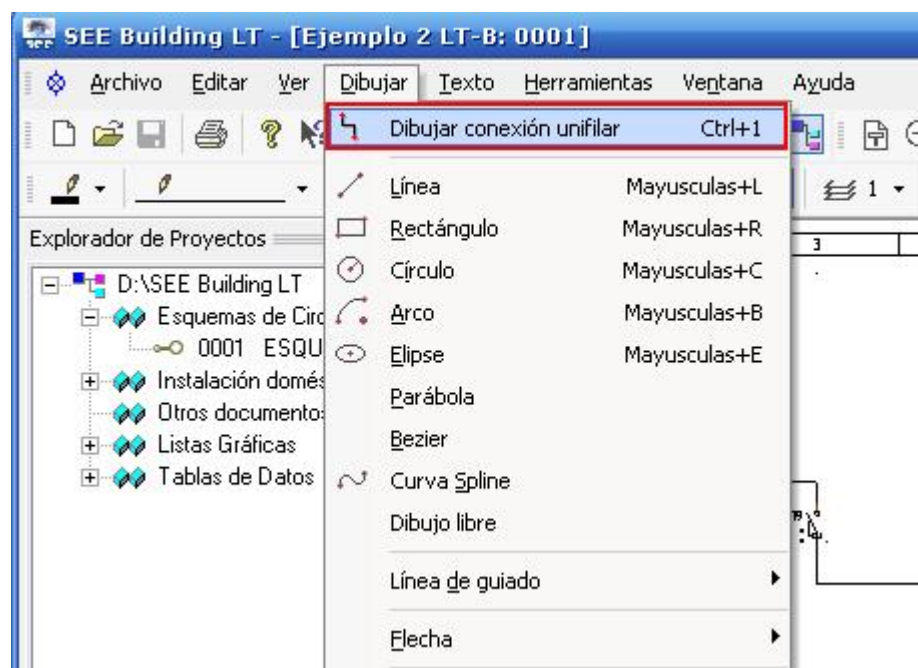 SEE Building LT - [Ejemplo 2 LT-B: 0001]
Archivo Editar Ver Dibujar Texto Herramientas Ventana Ayuda
Dibujar conexión unifilar Ctrl+1
1
Línea Mayusculas+L
Explorador de Proyectos
Rectángulo Mayusculas+R
3
D:\SEE Building LT
Círculo Mayusculas+C
Esquemas de Circ
Arco Mayusculas+B
0001 ESQU
Elipse Mayusculas+E
Instalación domés
Parábola
Otros documentos
Bezier
Listas Gráficas
Curva Spline
Tablas de Datos
Dibujo libre
Línea de guiado
Flecha